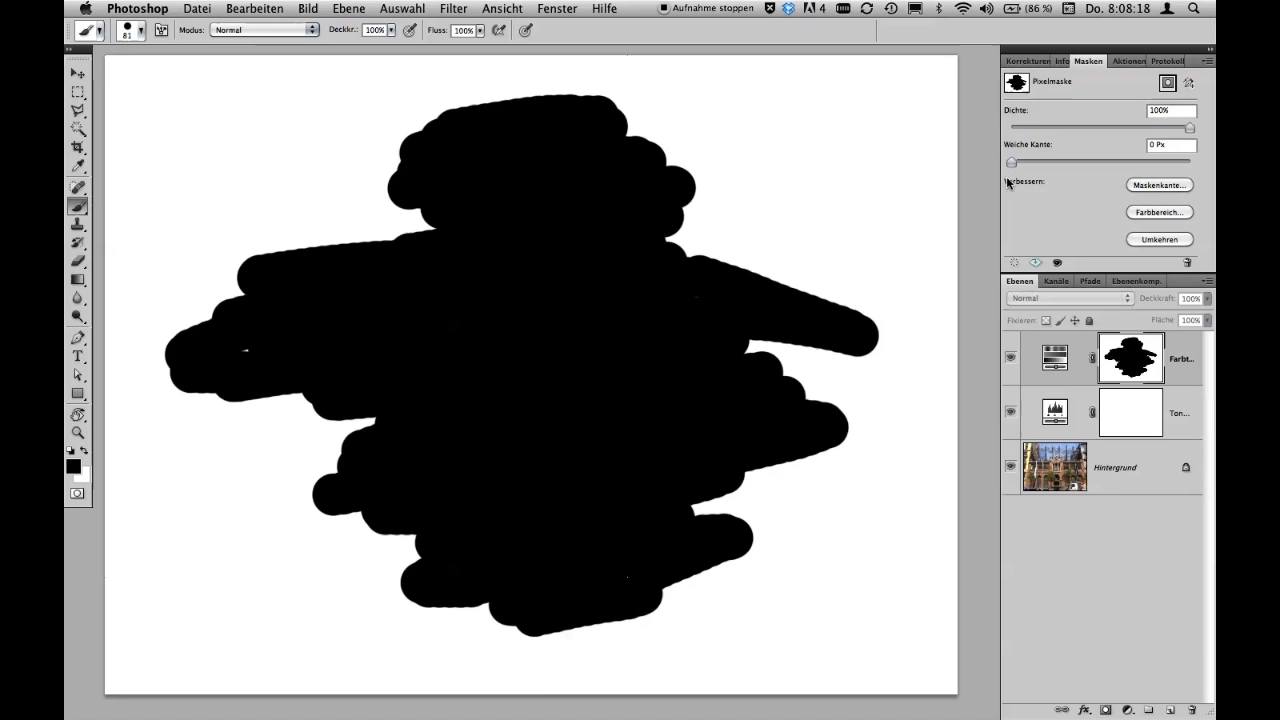 Photoshop Datei Bearbeiten Bild Ebene Auswahl Filter Ansicht Fenster Hilfe Aufnahme stoppen 4 (86 %) Do. 8:08:18
81 Modus: Normal Deckkr.: 100% Fluss: 100%
Korrekturen Info Masken Aktionen Protokoll
Pixelmaske
Dichte: 100%
Weiche Kante: 0 Px
Verbessern: Maskenkante...
Farbbereich...
Umkehren
Ebenen Kanäle Pfade Ebenenkomp.
Normal Deckkraft: 100%
Fixieren: Fläche: 100%
Farbt...
Ton...
Hintergrund